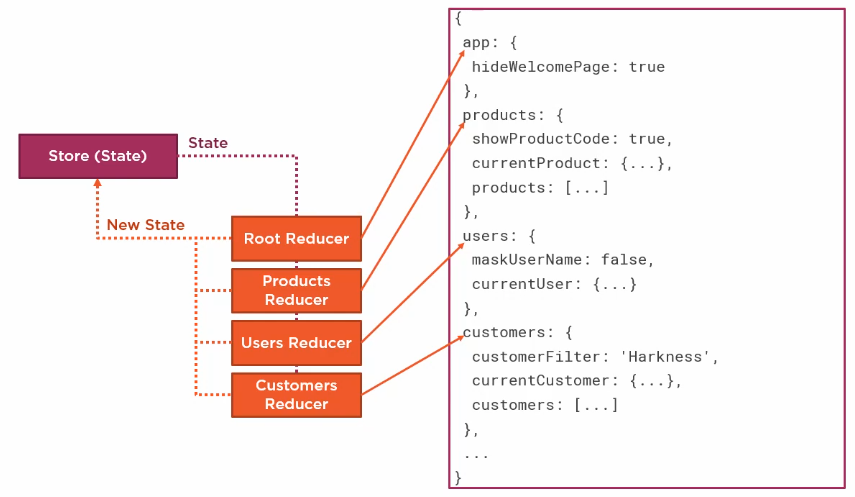 Store (State)
State
New State
Root Reducer
Products
Reducer
Users Reducer
Customers
Reducer
{
app: {
hideWelcomePage: true
},
products: {
showProductCode: true,
currentProduct: {...},
products: [...]
},
users: {
maskUserName: false,
currentUser: {...}
},
customers: {
customerFilter: 'Harkness',
currentCustomer: {...},
customers: [...]
},
...
}